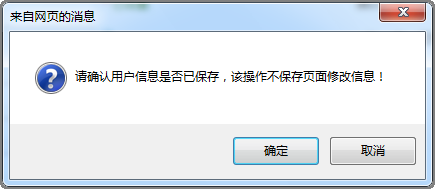 来自网页的消息
请确认用户信息是否已保存，该操作不保存页面修改信息！
确定
取消